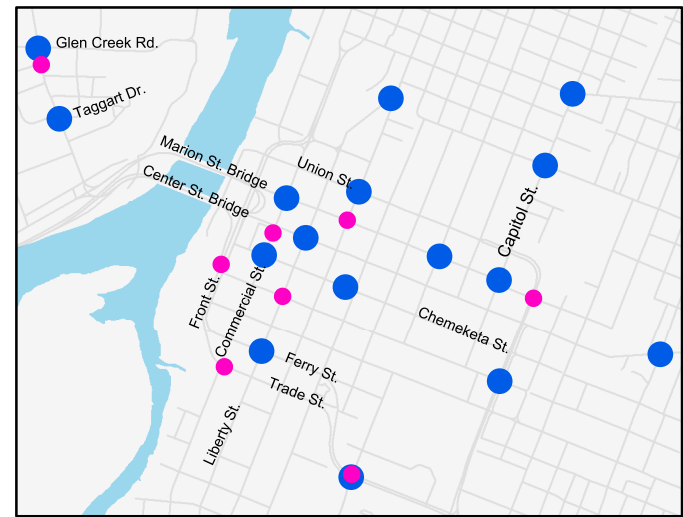 Glen Creek Rd.
Taggart Dr.
Marion St. Bridge
Union St.
Center St. Bridge
Capitol St.
Front St.
Commercial St.
Chemeketa St.
Ferry St.
Trade St.
Liberty St.